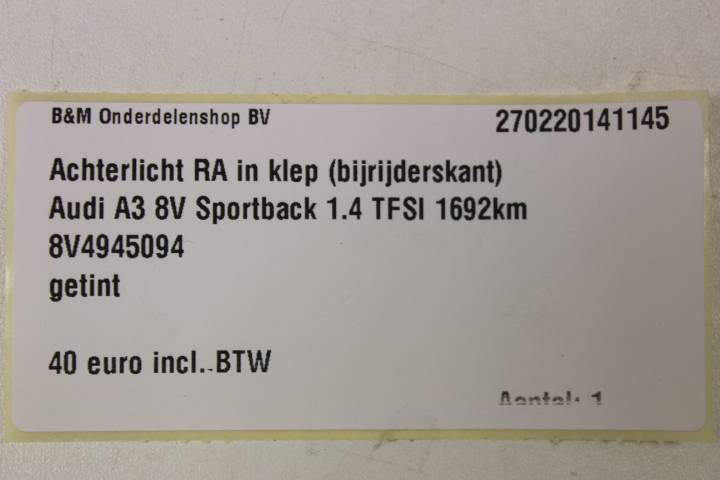 B&M Onderdelenshop BV 270220141145
Achterlicht RA in klep (bijrijderskant)
Audi A3 8V Sportback 1.4 TFSI 1692km
8V4945094
getint
40 euro incl. BTW
Aantal: 1